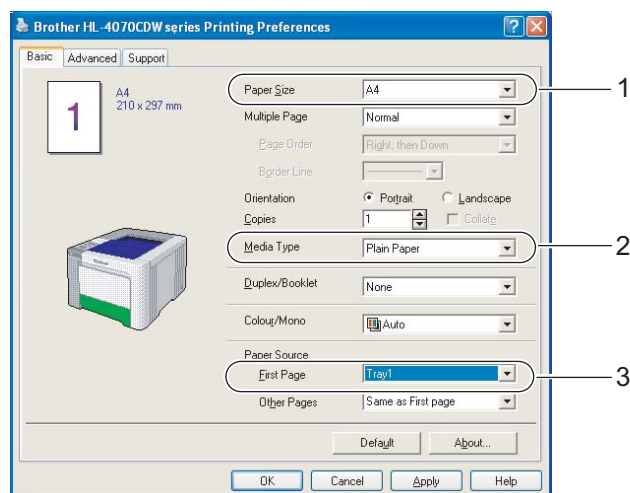 Brother HL-4070CDW series Printing Preferences
Basic Advanced Support
A4
210 x 297 mm
1
Paper Size A4 1
Multiple Page Normal
Page Order Right, then Down
Border Line
Orientation Portrait Landscape
Copies 1 Collate
Media Type Plain Paper 2
Duplex/Booklet None
Colour/Mono Auto
Paper Source
First Page Tray1 3
Other Pages Same as First page
Default About...
OK Cancel Apply Help